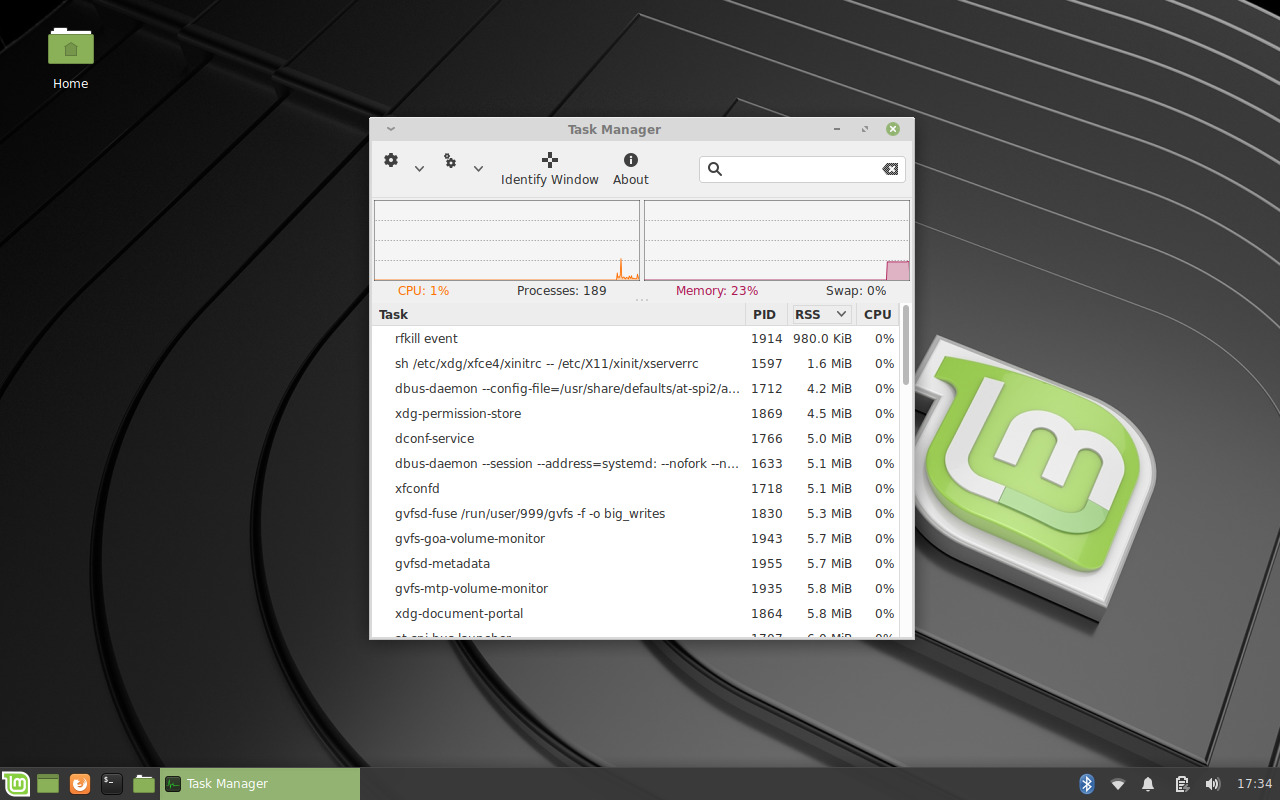 Home
Task Manager
Identify Window About
CPU: 1% Processes: 189 Memory: 23% Swap: 0%
Task PID RSS CPU
rfkill event 1914 980.0 KiB 0%
sh /etc/xdg/xfce4/xinitrc -- /etc/X11/xinit/xserverrc 1597 1.6 MiB 0%
dbus-daemon --config-file=/usr/share/defaults/at-spi2/a... 1712 4.2 MiB 0%
xdg-permission-store 1869 4.5 MiB 0%
dconf-service 1766 5.0 MiB 0%
dbus-daemon --session --address=systemd: --nofork --n... 1633 5.1 MiB 0%
xfconfd 1718 5.1 MiB 0%
gvfsd-fuse /run/user/999/gvfs -f -o big_writes 1830 5.3 MiB 0%
gvfs-goa-volume-monitor 1943 5.7 MiB 0%
gvfsd-metadata 1955 5.7 MiB 0%
gvfs-mtp-volume-monitor 1935 5.8 MiB 0%
xdg-document-portal 1864 5.8 MiB 0%
Task Manager 17:34